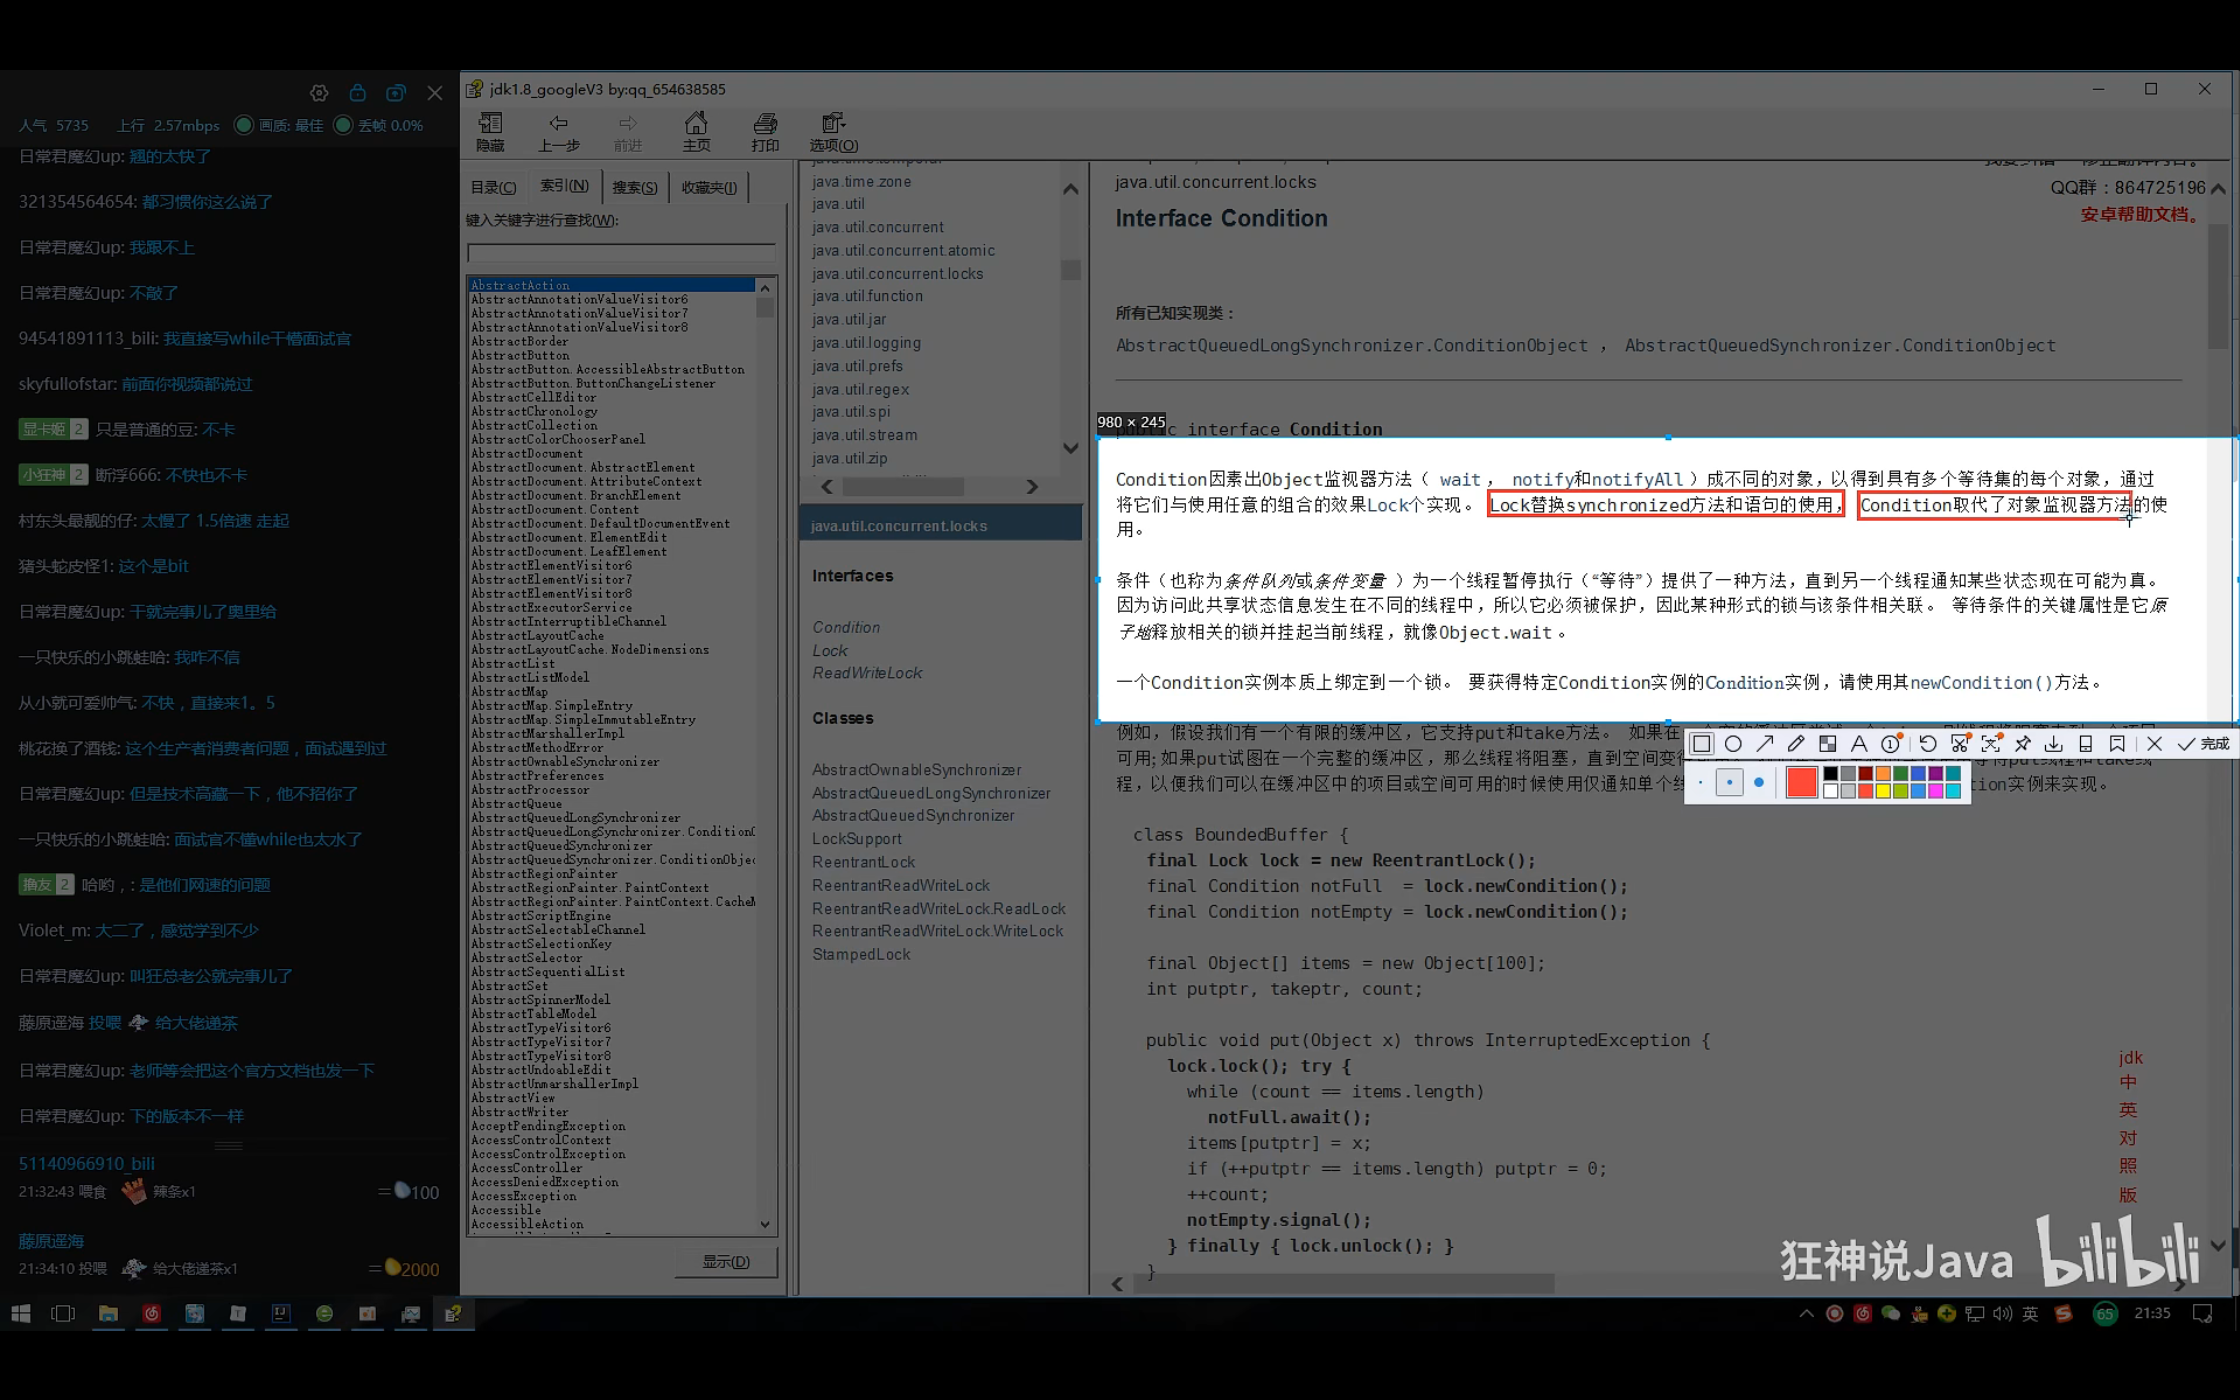 jdk1.8_googleV3 by:qq_654638585
人气 5735 上行 2.57mbps 画质: 最佳 丢帧 0.0%
日常君魔幻up: 翘的太快了
321354564654: 都习惯你这么说了
日常君魔幻up: 我跟不上
日常君魔幻up: 不敲了
94541891113_bili: 我直接写while干懵面试官
skyfullofstar: 前面你视频都说过
显卡姬 2 只是普通的豆: 不卡
小狂神 2 断浮666: 不快也不卡
村东头最靓的仔: 太慢了 1.5倍速 走起
猪头蛇皮怪1: 这个是bit
日常君魔幻up: 干就完事儿了奥里给
一只快乐的小跳蛙哈: 我咋不信
从小就可爱帅气: 不快，直接来1。5
桃花换了酒钱: 这个生产者消费者问题，面试遇到过
日常君魔幻up: 但是技术高藏一下，他不招你了
一只快乐的小跳蛙哈: 面试官不懂while也太水了
撸友 2 哈哟，: 是他们网速的问题
Violet_m: 大二了，感觉学到不少
日常君魔幻up: 叫狂总老公就完事儿了
藤原遥海 投喂 给大佬递茶
日常君魔幻up: 老师等会把这个官方文档也发一下
日常君魔幻up: 下的版本不一样
51140966910_bili
21:32:43 喂食 辣条x1 =100
藤原遥海
21:34:10 投喂 给大佬递茶x1 =2000
隐藏 上一步 前进 主页 打印 选项(O)
目录(C) 索引(N) 搜索(S) 收藏夹(I)
键入关键字进行查找(W):
AbstractAction
AbstractAnnotationValueVisitor6
AbstractAnnotationValueVisitor7
AbstractAnnotationValueVisitor8
AbstractBorder
AbstractButton
AbstractButton.AccessibleAbstractButton
AbstractButton.ButtonChangeListener
AbstractCellEditor
AbstractChronology
AbstractCollection
AbstractColorChooserPanel
AbstractDocument
AbstractDocument.AbstractElement
AbstractDocument.AttributeContext
AbstractDocument.BranchElement
AbstractDocument.Content
AbstractDocument.DefaultDocumentEvent
AbstractDocument.ElementEdit
AbstractDocument.LeafElement
AbstractElementVisitor6
AbstractElementVisitor7
AbstractElementVisitor8
AbstractExecutorService
AbstractInterruptibleChannel
AbstractLayoutCache
AbstractLayoutCache.NodeDimensions
AbstractList
AbstractListModel
AbstractMap
AbstractMap.SimpleEntry
AbstractMap.SimpleImmutableEntry
AbstractMarshallerImpl
AbstractMethodError
AbstractOwnableSynchronizer
AbstractPreferences
AbstractProcessor
AbstractQueue
AbstractQueuedLongSynchronizer
AbstractQueuedLongSynchronizer.ConditionO
AbstractQueuedSynchronizer
AbstractQueuedSynchronizer.ConditionObjec
AbstractRegionPainter
AbstractRegionPainter.PaintContext
AbstractRegionPainter.PaintContext.CacheM
AbstractScriptEngine
AbstractSelectableChannel
AbstractSelectionKey
AbstractSelector
AbstractSequentialList
AbstractSet
AbstractSpinnerModel
AbstractTableModel
AbstractTypeVisitor6
AbstractTypeVisitor7
AbstractTypeVisitor8
AbstractUndoableEdit
AbstractUnmarshallerImpl
AbstractView
AbstractWriter
AcceptPendingException
AccessControlContext
AccessControlException
AccessController
AccessDeniedException
AccessException
Accessible
AccessibleAction
显示(D)
java.time.temporal
java.time.zone
java.util
java.util.concurrent
java.util.concurrent.atomic
java.util.concurrent.locks
java.util.function
java.util.jar
java.util.logging
java.util.prefs
java.util.regex
java.util.spi
java.util.stream
java.util.zip
java.util.concurrent.locks
Interfaces
Condition
Lock
ReadWriteLock
Classes
AbstractOwnableSynchronizer
AbstractQueuedLongSynchronizer
AbstractQueuedSynchronizer
LockSupport
ReentrantLock
ReentrantReadWriteLock
ReentrantReadWriteLock.ReadLock
ReentrantReadWriteLock.WriteLock
StampedLock
java.util.concurrent.locks
QQ群：864725196
安卓帮助文档。
Interface Condition
所有已知实现类：
AbstractQueuedLongSynchronizer.ConditionObject ， AbstractQueuedSynchronizer.ConditionObject
980 × 245
public interface Condition
Condition因素出Object监视器方法（ wait ， notify和notifyAll ）成不同的对象，以得到具有多个等待集的每个对象，通过
将它们与使用任意的组合的效果Lock个实现。 Lock替换synchronized方法和语句的使用， Condition取代了对象监视器方法的使
用。
条件（也称为条件队列或条件变量 ）为一个线程暂停执行（“等待”）提供了一种方法，直到另一个线程通知某些状态现在可能为真。
因为访问此共享状态信息发生在不同的线程中，所以它必须被保护，因此某种形式的锁与该条件相关联。 等待条件的关键属性是它原
子地释放相关的锁并挂起当前线程，就像Object.wait 。
一个Condition实例本质上绑定到一个锁。 要获得特定Condition实例的Condition实例，请使用其newCondition()方法。
例如，假设我们有一个有限的缓冲区，它支持put和take方法。 如果在
可用;如果put试图在一个完整的缓冲区，那么线程将阻塞，直到空间变得
程，以便我们可以在缓冲区中的项目或空间可用的时候使用仅通知单个线 tion实例来实现。
完成
class BoundedBuffer {
final Lock lock = new ReentrantLock();
final Condition notFull  = lock.newCondition();
final Condition notEmpty = lock.newCondition();
final Object[] items = new Object[100];
int putptr, takeptr, count;
public void put(Object x) throws InterruptedException {
lock.lock(); try {
while (count == items.length)
notFull.await();
items[putptr] = x;
if (++putptr == items.length) putptr = 0;
++count;
notEmpty.signal();
} finally { lock.unlock(); }
}
jdk
中
英
对
照
版
狂神说Java bilibili
英 65 21:35